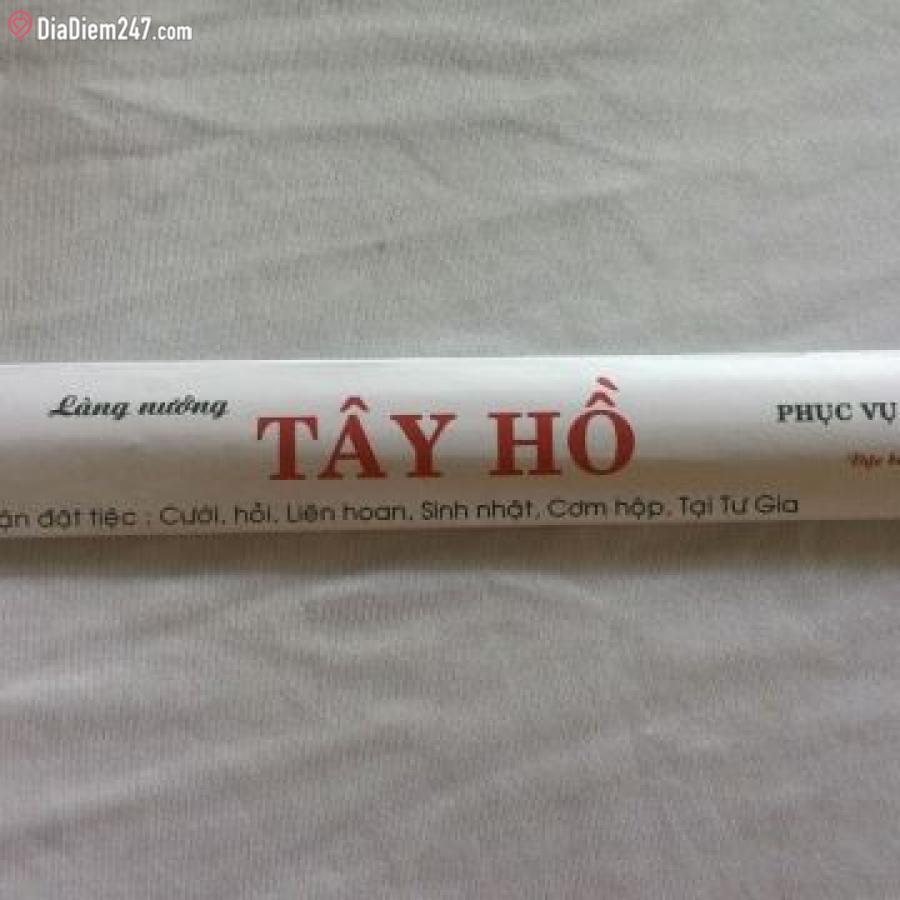 DiaDiem247.com
Làng nướng
TÂY HỒ
PHỤC VỤ
đặt tiệc : Cưới, hỏi, Liên hoan, Sinh nhật, Cơm hộp, Tại Tư Gia